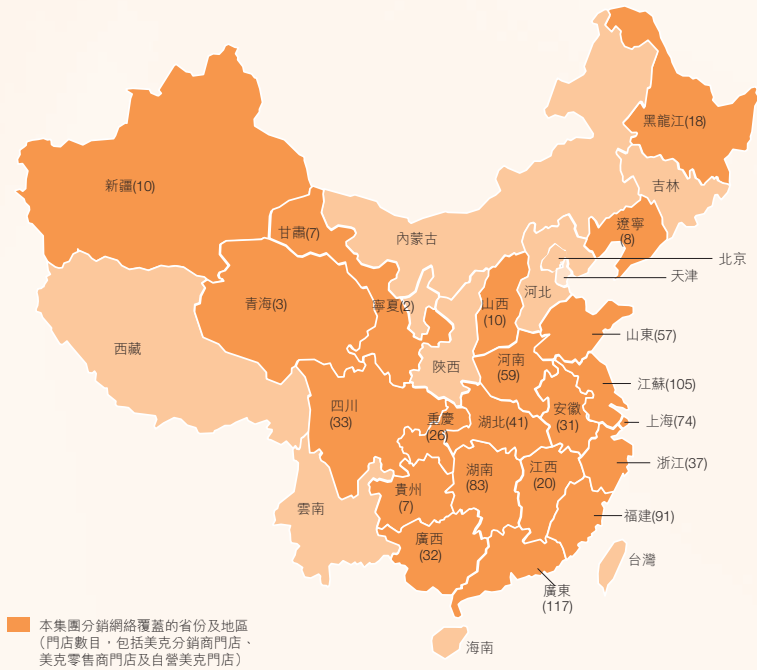 黑龍江(18)
吉林
新疆(10)
遼寧
(8)
甘肅(7)
內蒙古
北京
天津
河北
青海(3)
寧夏(2)
山西
(10)
山東(57)
西藏
陝西
河南
(59)
江蘇(105)
四川
(33)
重慶
(26)
湖北(41)
安徽
(31)
上海(74)
浙江(37)
湖南
(83)
江西
(20)
貴州
(7)
雲南
福建(91)
廣西
(32)
台灣
廣東
(117)
海南
本集團分銷網絡覆蓋的省份及地區
(門店數目，包括美克分銷商門店、
美克零售商門店及自營美克門店)